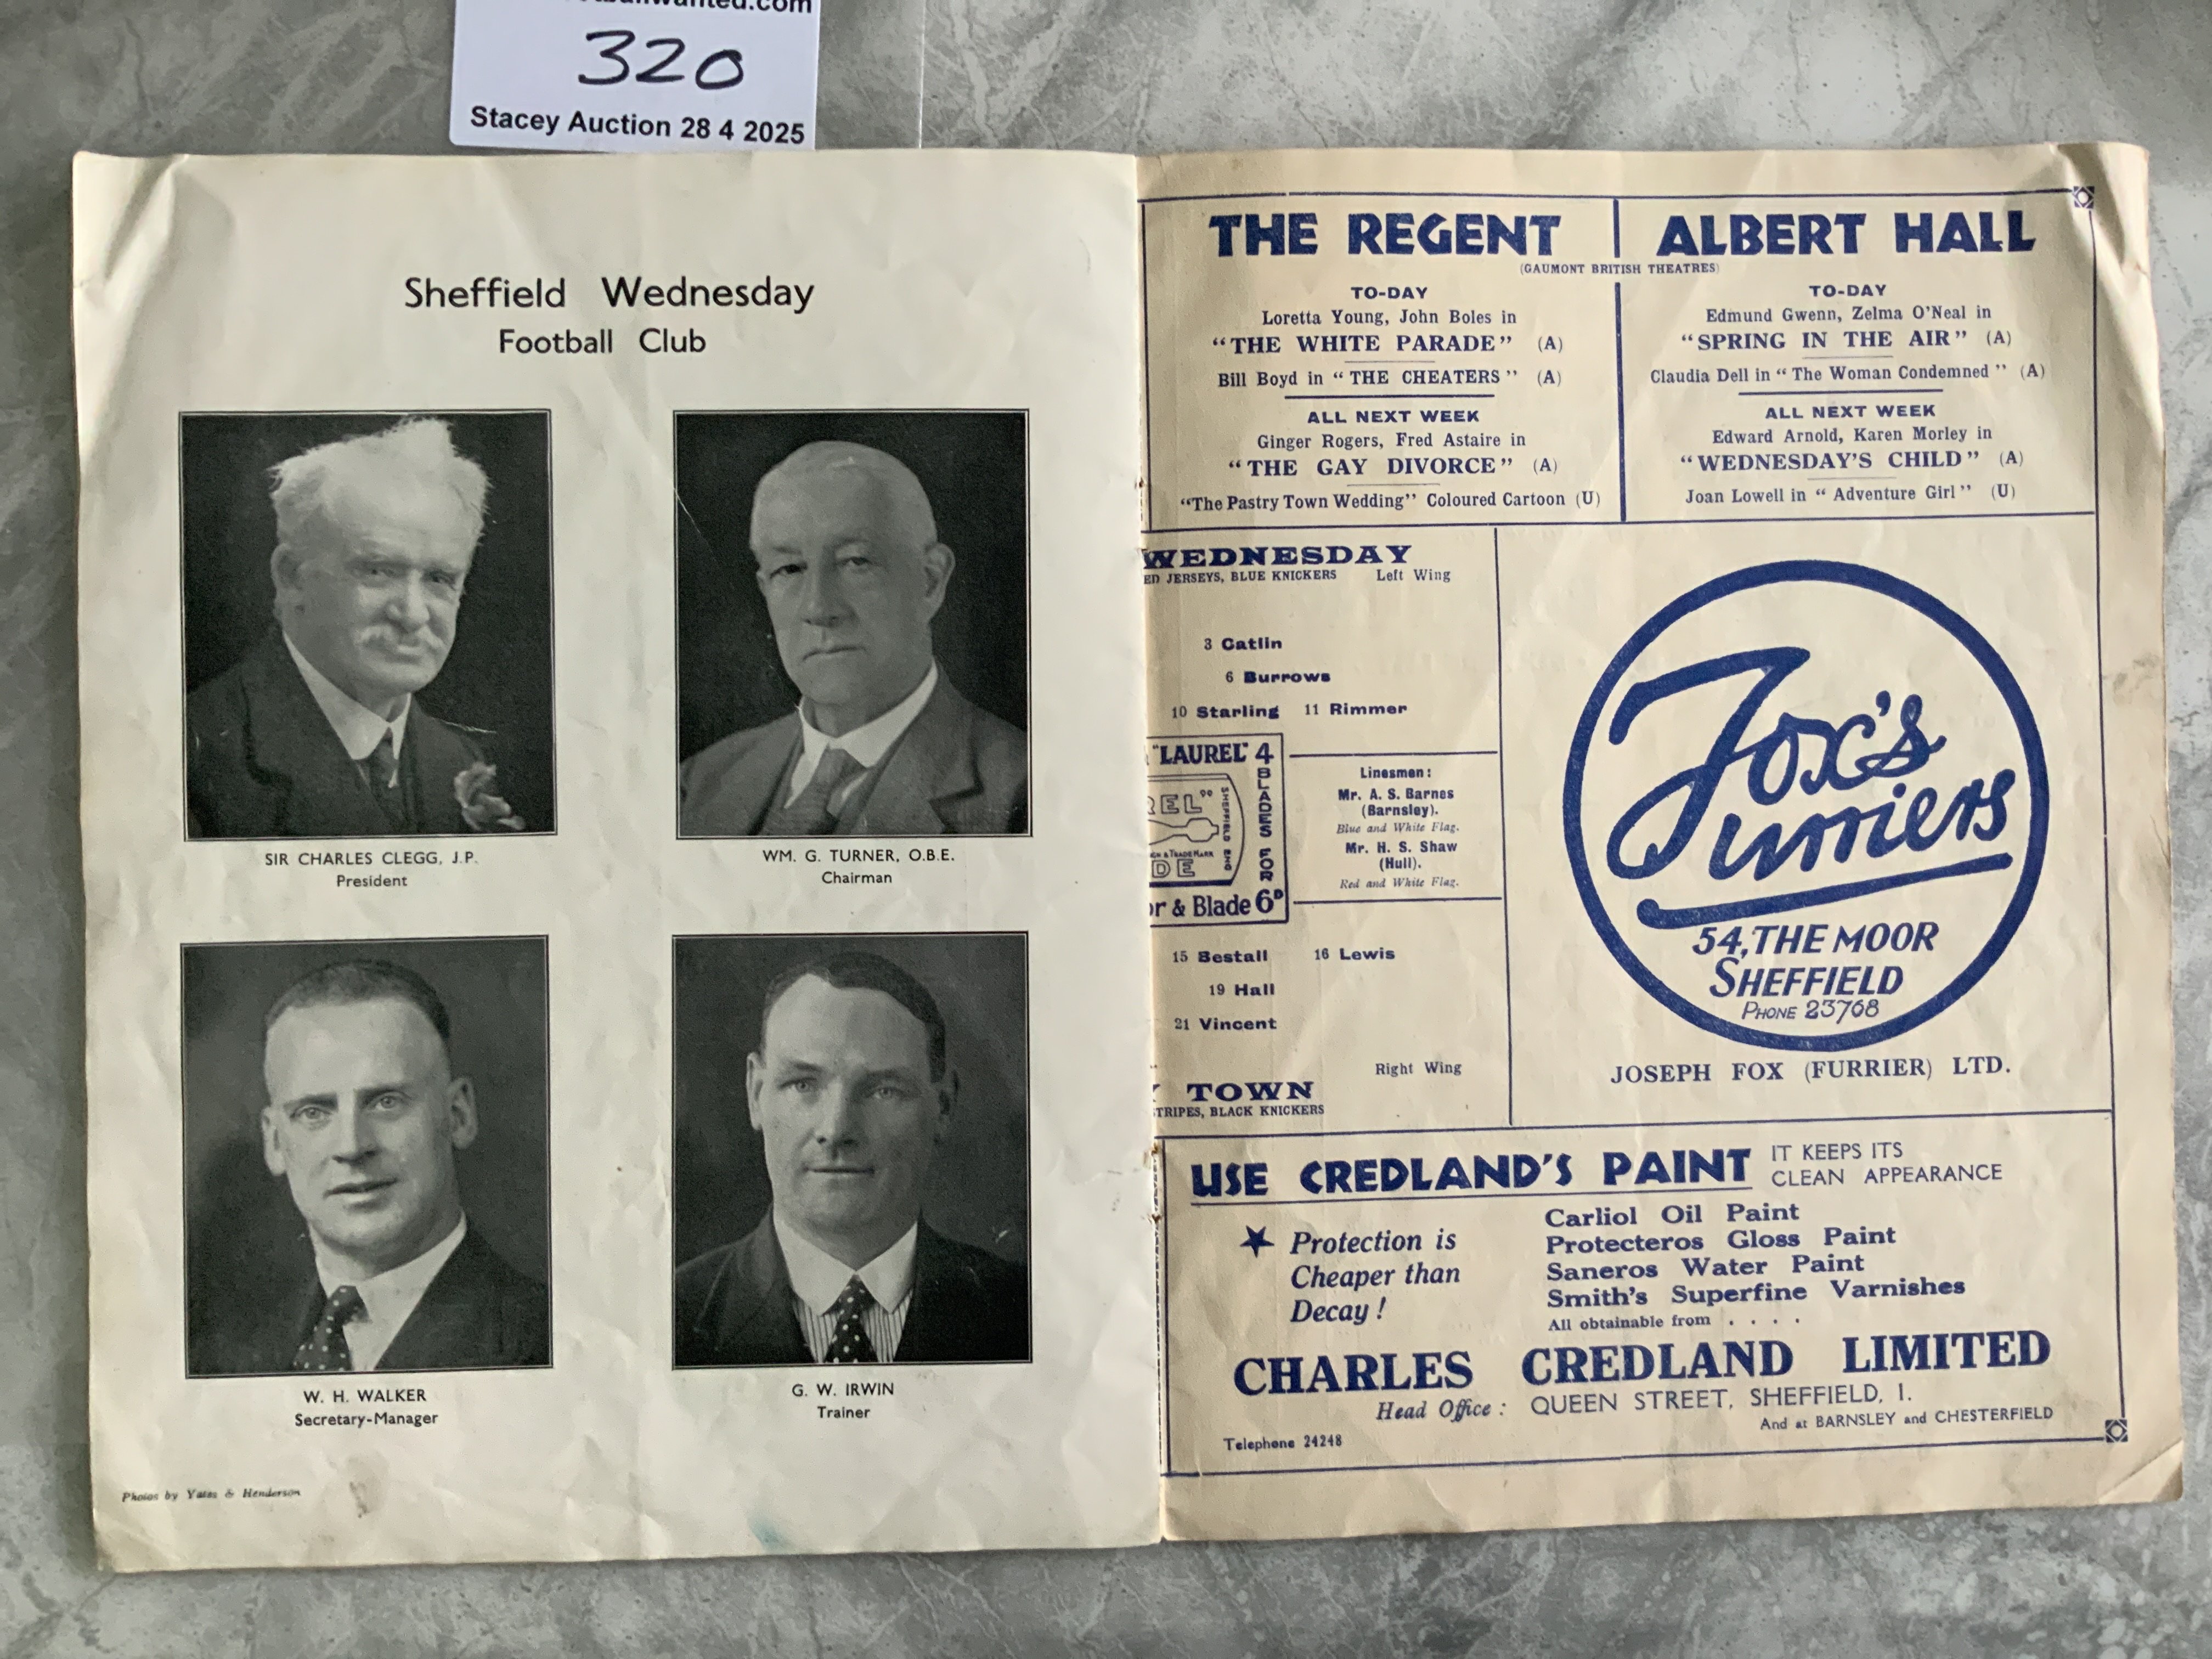 320
Stacey Auction 28 4 2025
Sheffield Wednesday
Football Club
SIR CHARLES CLEGG, J.P.
President
WM. G. TURNER, O.B.E.
Chairman
W. H. WALKER
Secretary-Manager
G. W. IRWIN
Trainer
Photos by Yates & Henderson
THE REGENT
ALBERT HALL
(GAUMONT BRITISH THEATRES)
TO-DAY
Loretta Young, John Boles in
"THE WHITE PARADE" (A)
Bill Boyd in "THE CHEATERS" (A)
ALL NEXT WEEK
Ginger Rogers, Fred Astaire in
"THE GAY DIVORCE" (A)
"The Pastry Town Wedding" Coloured Cartoon (U)
TO-DAY
Edmund Gwenn, Zelma O'Neal in
"SPRING IN THE AIR" (A)
Claudia Dell in "The Woman Condemned" (A)
ALL NEXT WEEK
Edward Arnold, Karen Morley in
"WEDNESDAY'S CHILD" (A)
Joan Lowell in "Adventure Girl" (U)
WEDNESDAY
JERSEYS, BLUE KNICKERS Left Wing
3 Catlin
6 Burrows
10 Starling 11 Rimmer
"LAUREL" 4
BLADES FOR
SHEFFIELD ENG
& TRADE MARK
& Blade 6D
Linesmen:
Mr. A. S. Barnes
(Barnsley).
Blue and White Flag.
Mr. H. S. Shaw
(Hull).
Red and White Flag.
15 Bestall 16 Lewis
19 Hall
21 Vincent
Right Wing
TOWN
BLACK KNICKERS
Fox's
Furriers
54, THE MOOR
SHEFFIELD
PHONE 23768
JOSEPH FOX (FURRIER) LTD.
USE CREDLAND'S PAINT
IT KEEPS ITS
CLEAN APPEARANCE
Protection is
Cheaper than
Decay!
Carliol Oil Paint
Protecteros Gloss Paint
Saneros Water Paint
Smith's Superfine Varnishes
All obtainable from . . . .
CHARLES CREDLAND LIMITED
Head Office: QUEEN STREET, SHEFFIELD, 1.
And at BARNSLEY and CHESTERFIELD
Telephone 24248